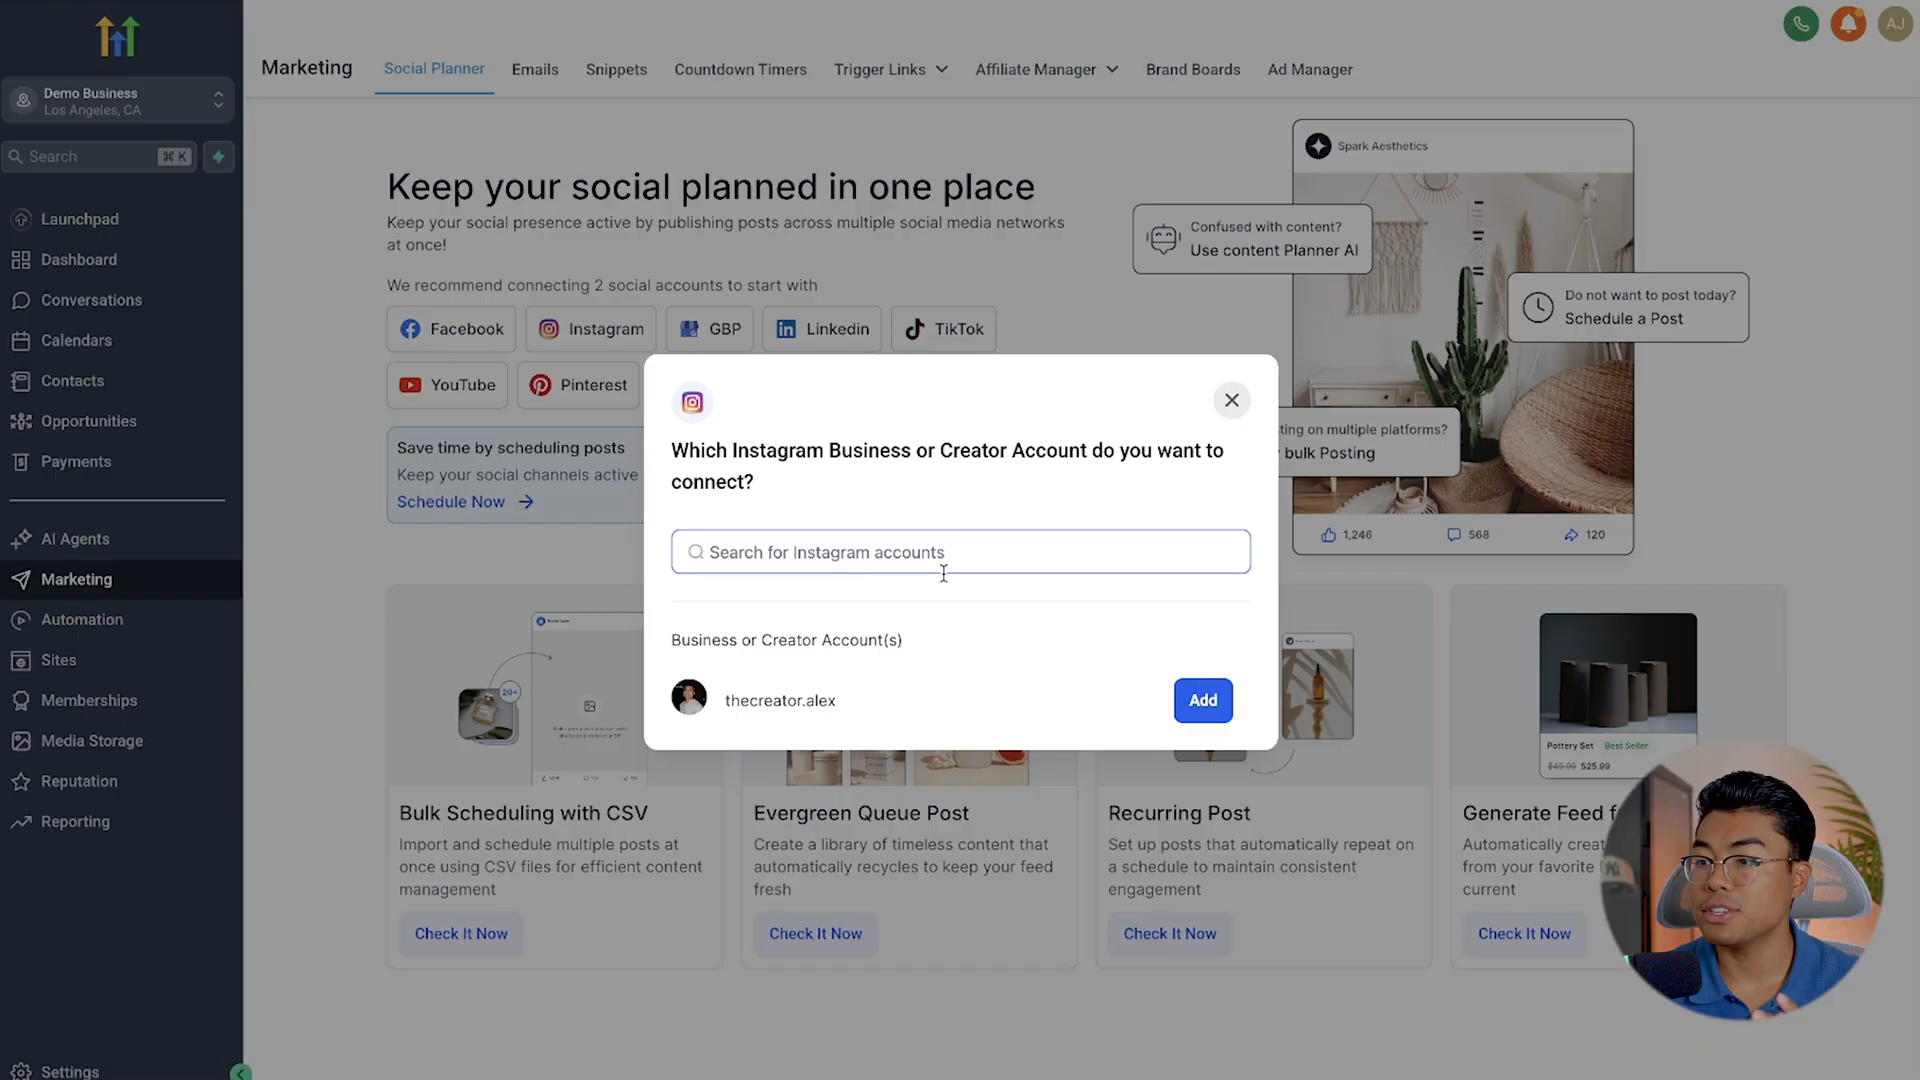 Demo Business
Los Angeles, CA
Search
⌘ K
Launchpad
Dashboard
Conversations
Calendars
Contacts
Opportunities
Payments
AI Agents
Marketing
Automation
Sites
Memberships
Media Storage
Reputation
Reporting
Settings
Marketing
Social Planner
Emails
Snippets
Countdown Timers
Trigger Links
Affiliate Manager
Brand Boards
Ad Manager
AJ
Keep your social planned in one place
Keep your social presence active by publishing posts across multiple social media networks
at once!
We recommend connecting 2 social accounts to start with
Facebook
Instagram
GBP
Linkedin
TikTok
YouTube
Pinterest
Save time by scheduling posts
Keep your social channels active
Schedule Now
Spark Aesthetics
Confused with content?
Use content Planner AI
Do not want to post today?
Schedule a Post
ting on multiple platforms?
bulk Posting
1,246
568
120
Which Instagram Business or Creator Account do you want to
connect?
Search for Instagram accounts
Business or Creator Account(s)
thecreator.alex
Add
20+
Bulk Scheduling with CSV
Import and schedule multiple posts at
once using CSV files for efficient content
management
Check It Now
Evergreen Queue Post
Create a library of timeless content that
automatically recycles to keep your feed
fresh
Check It Now
Recurring Post
Set up posts that automatically repeat on
a schedule to maintain consistent
engagement
Check It Now
Pottery Set
Best Seller
$49.99 $25.99
Generate Feed f
Automatically creat
from your favorite
current
Check It Now